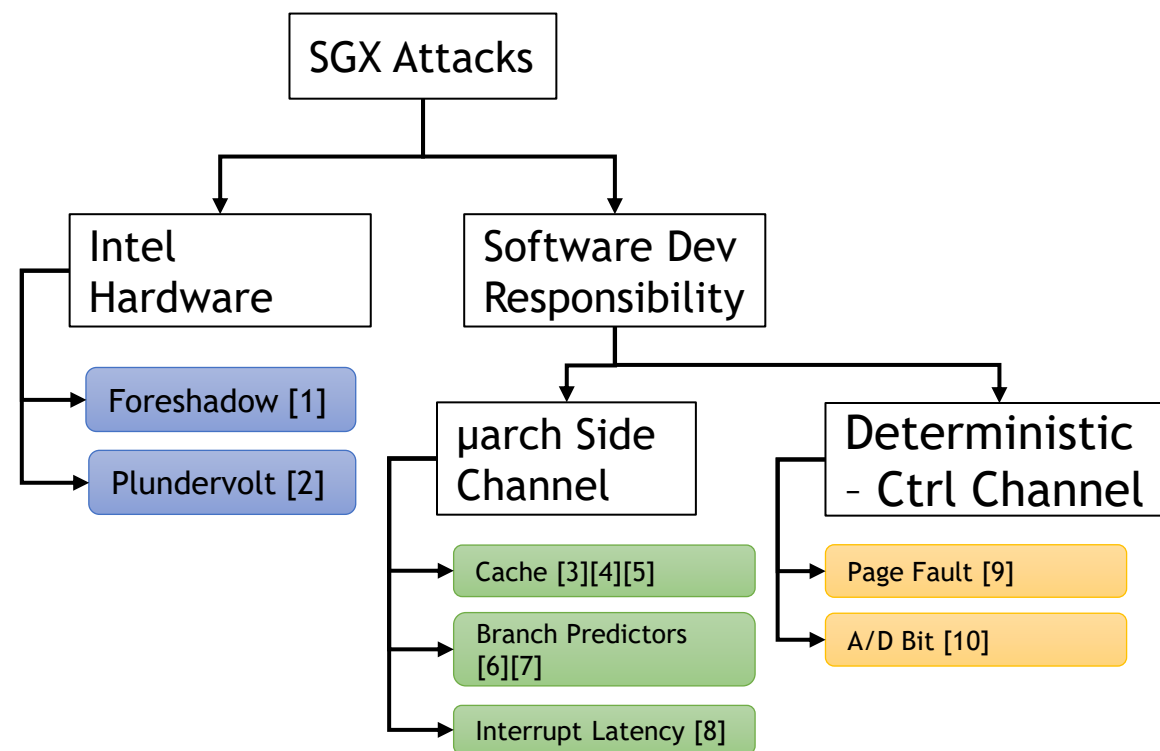 SGX Attacks
Intel
Hardware
Software Dev
Responsibility
Foreshadow [1]
Plundervolt [2]
µarch Side
Channel
Deterministic
– Ctrl Channel
Cache [3][4][5]
Branch Predictors
[6][7]
Interrupt Latency [8]
Page Fault [9]
A/D Bit [10]